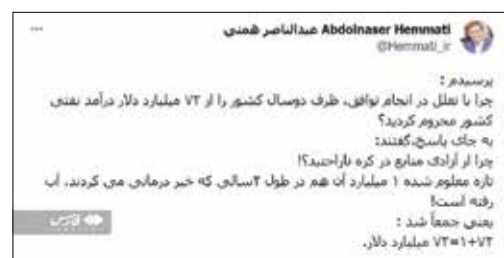 Abdolnaser Hemmati عبدالناصر همتی
@Hemmati_ir
پرسیدم :
چرا با تعلل در انجام توافق، ظرف دوسال کشور را از ۷۲ میلیارد دلار درآمد نفتی
کشور محروم کردید؟
به جای پاسخ،گفتند:
چرا از آزادی منابع در کره ناراحتید؟!
تازه معلوم شده ۱ میلیارد آن هم در طول ۲سالی که خبر درمانی می کردند، آب
رفته است!
یعنی جمعاً شد :
۷۲+۱=۷۳ میلیارد دلار.
فارس